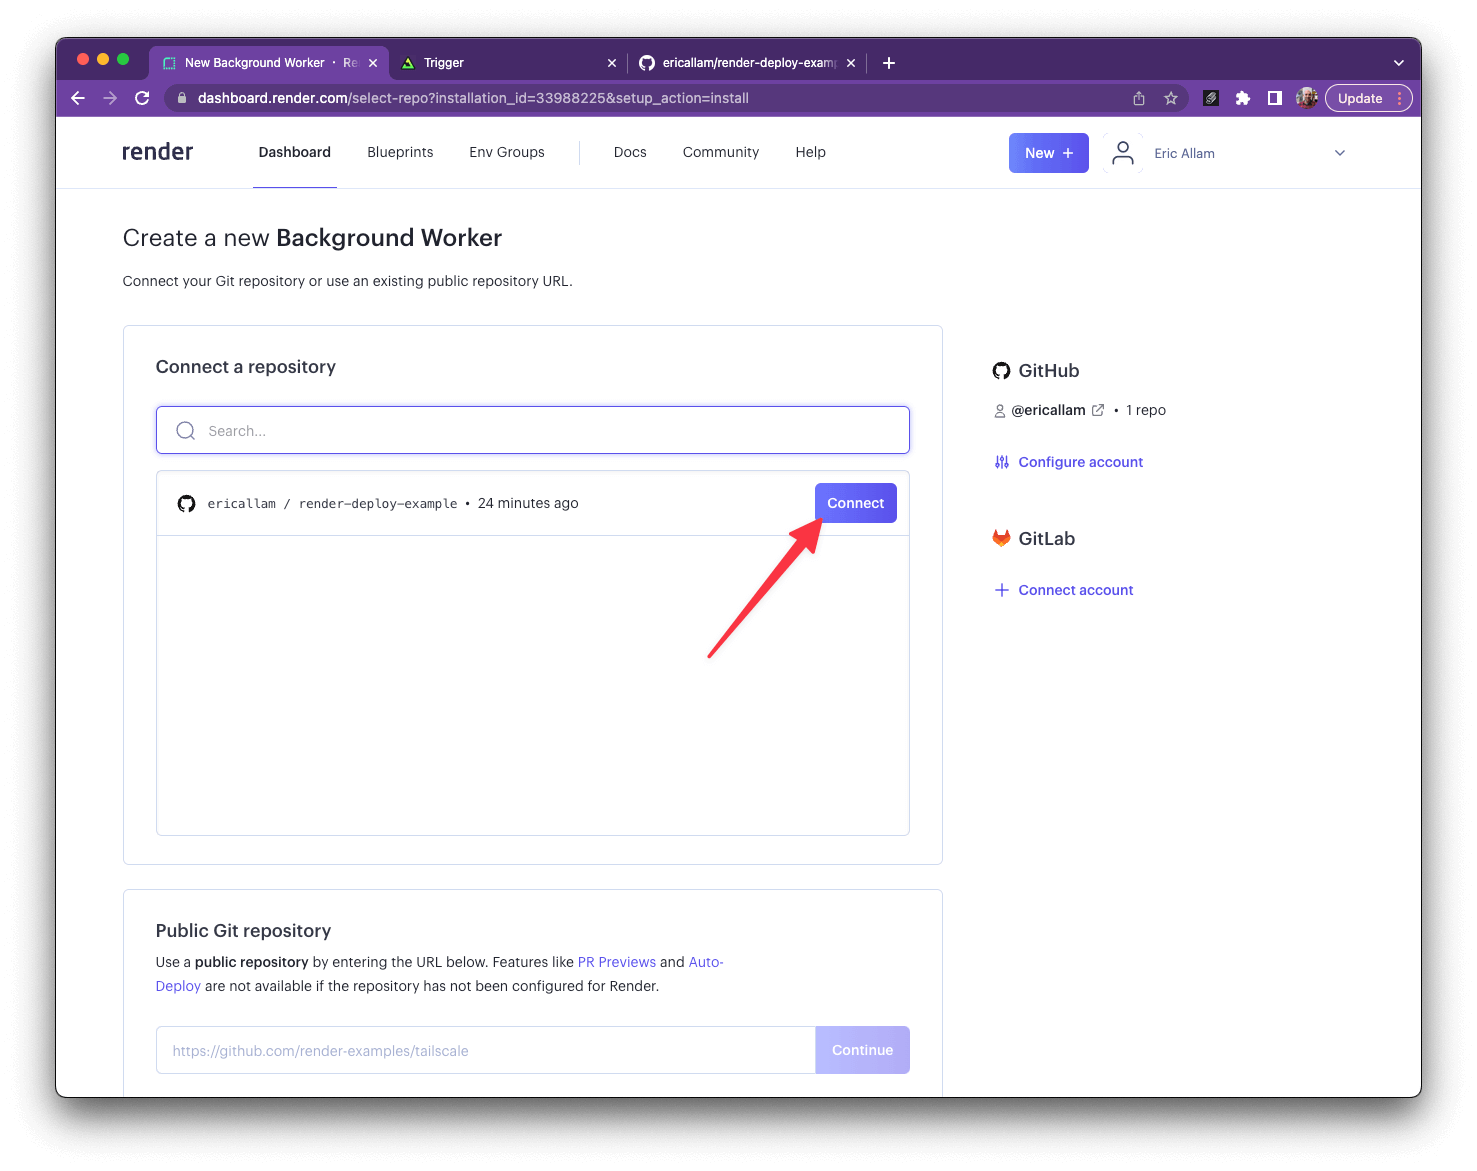 New Background Worker · Re
Trigger
ericallam/render-deploy-exam
dashboard.render.com/select-repo?installation_id=33988225&setup_action=install
Update
render
Dashboard
Blueprints
Env Groups
Docs
Community
Help
New +
Eric Allam
Create a new Background Worker
Connect your Git repository or use an existing public repository URL.
Connect a repository
Search...
ericallam / render-deploy-example • 24 minutes ago
Connect
GitHub
@ericallam • 1 repo
Configure account
GitLab
Connect account
Public Git repository
Use a public repository by entering the URL below. Features like PR Previews and Auto-
Deploy are not available if the repository has not been configured for Render.
https://github.com/render-examples/tailscale
Continue